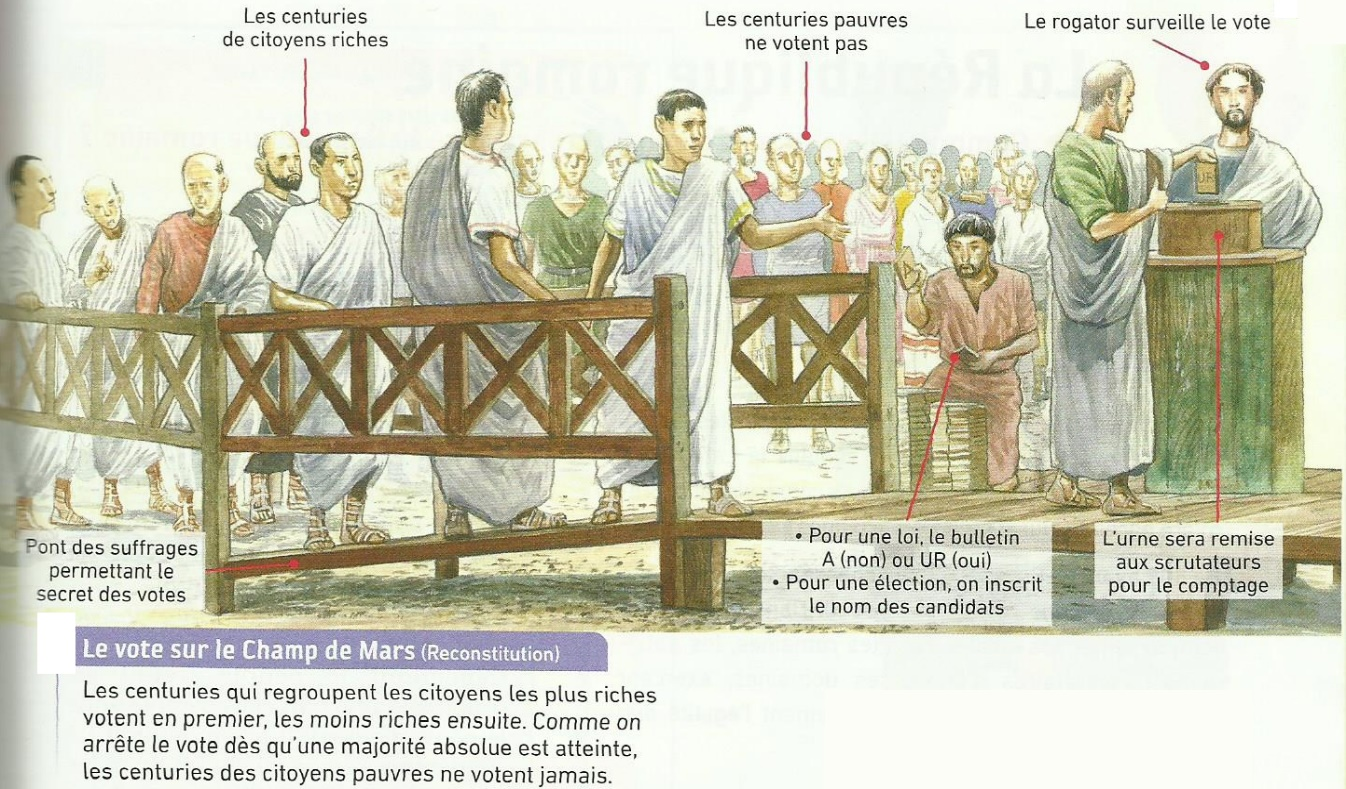 Les centuries
de citoyens riches
Les centuries pauvres
ne votent pas
Le rogator surveille le vote
La République romaine
UR
A
Pont des suffrages
permettant le
secret des votes
• Pour une loi, le bulletin
A (non) ou UR (oui)
• Pour une élection, on inscrit
le nom des candidats
L'urne sera remise
aux scrutateurs
pour le comptage
Le vote sur le Champ de Mars (Reconstitution)
Les centuries qui regroupent les citoyens les plus riches
votent en premier, les moins riches ensuite. Comme on
arrête le vote dès qu'une majorité absolue est atteinte,
les centuries des citoyens pauvres ne votent jamais.